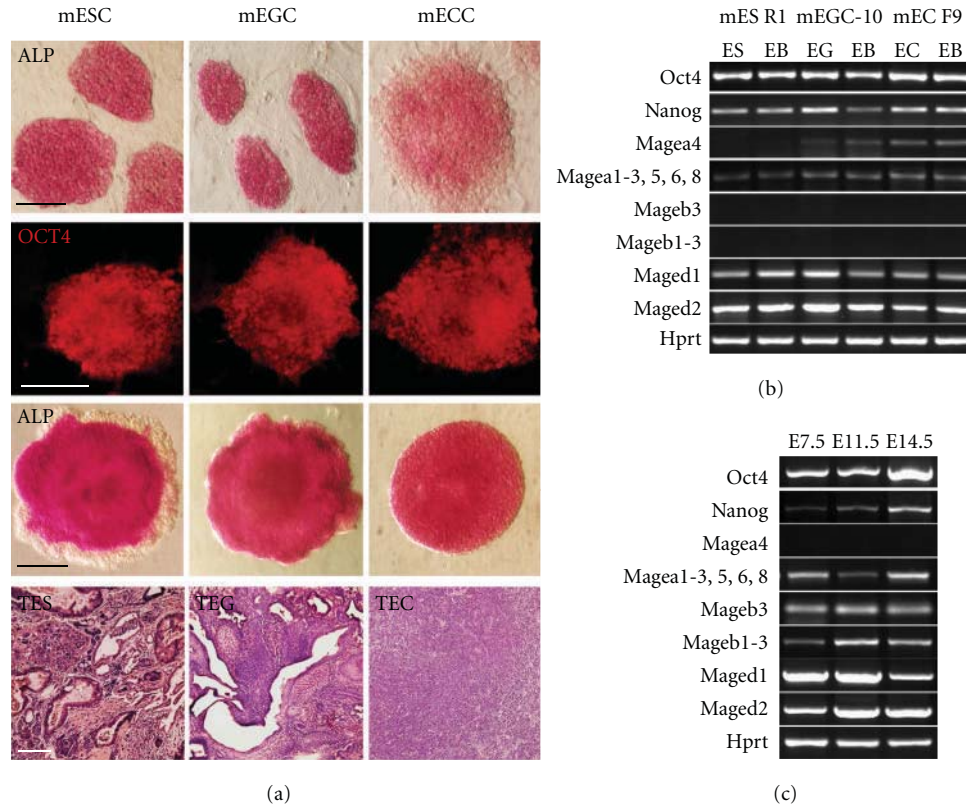 mESC mEGC mECC
ALP
OCT4
ALP
TES TEG TEC
(a)
mES R1 mEGC-10 mEC F9
ES EB EG EB EC EB
Oct4
Nanog
Magea4
Magea1-3, 5, 6, 8
Mageb3
Mageb1-3
Maged1
Maged2
Hprt
(b)
E7.5 E11.5 E14.5
Oct4
Nanog
Magea4
Magea1-3, 5, 6, 8
Mageb3
Mageb1-3
Maged1
Maged2
Hprt
(c)